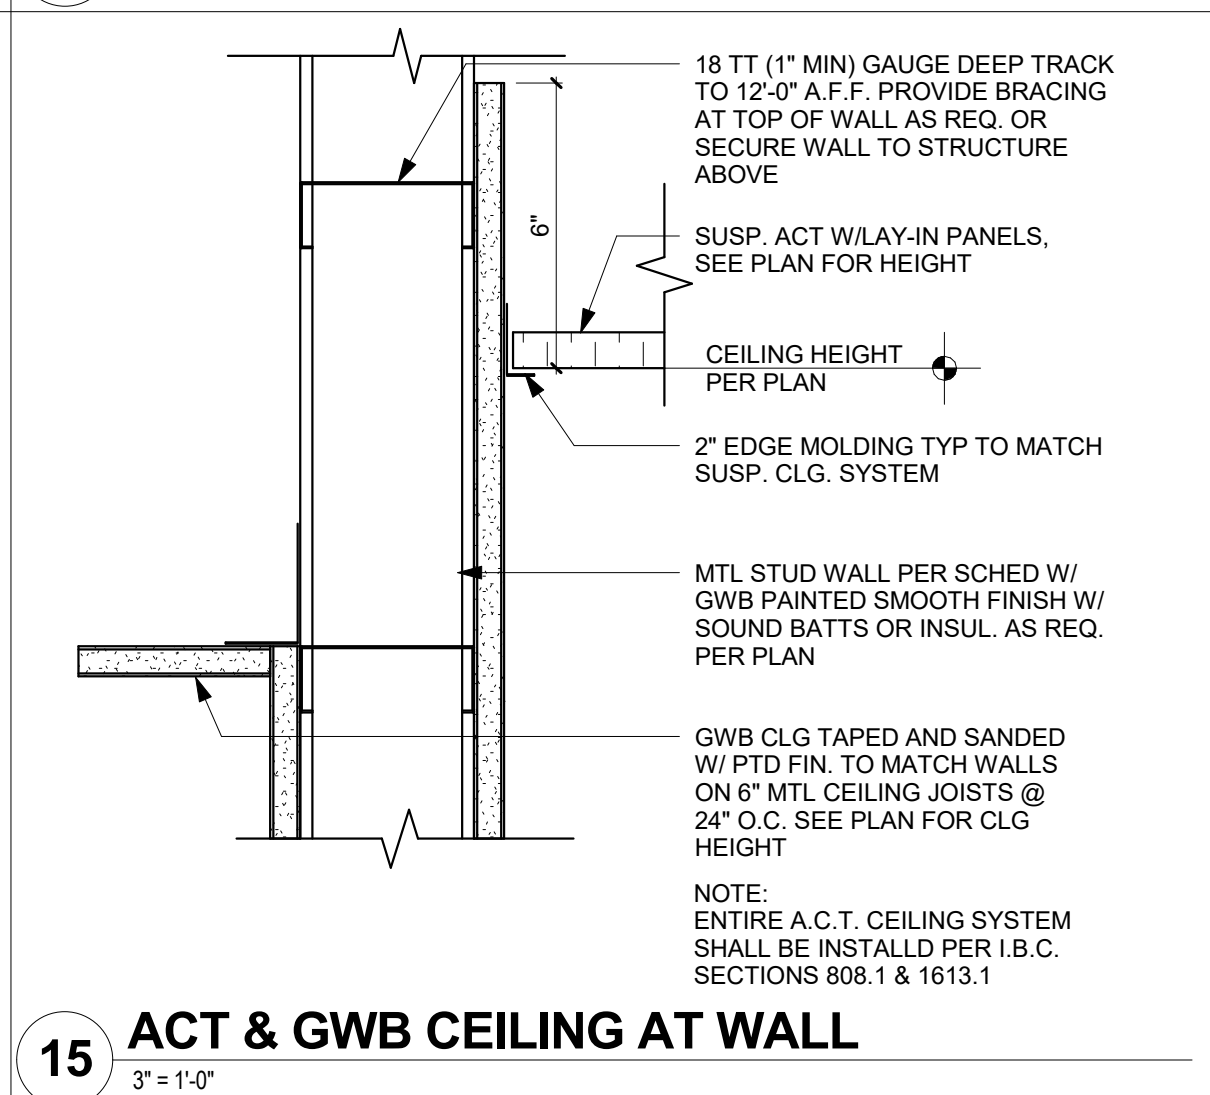 18 TT (1" MIN) GAUGE DEEP TRACK
TO 12'-0" A.F.F. PROVIDE BRACING
AT TOP OF WALL AS REQ. OR
SECURE WALL TO STRUCTURE
ABOVE
6"
SUSP. ACT W/LAY-IN PANELS,
SEE PLAN FOR HEIGHT
CEILING HEIGHT
PER PLAN
2" EDGE MOLDING TYP TO MATCH
SUSP. CLG. SYSTEM
MTL STUD WALL PER SCHED W/
GWB PAINTED SMOOTH FINISH W/
SOUND BATTS OR INSUL. AS REQ.
PER PLAN
GWB CLG TAPED AND SANDED
W/ PTD FIN. TO MATCH WALLS
ON 6" MTL CEILING JOISTS @
24" O.C. SEE PLAN FOR CLG
HEIGHT
NOTE:
ENTIRE A.C.T. CEILING SYSTEM
SHALL BE INSTALLD PER I.B.C.
SECTIONS 808.1 & 1613.1
15
ACT & GWB CEILING AT WALL
3" = 1'-0"